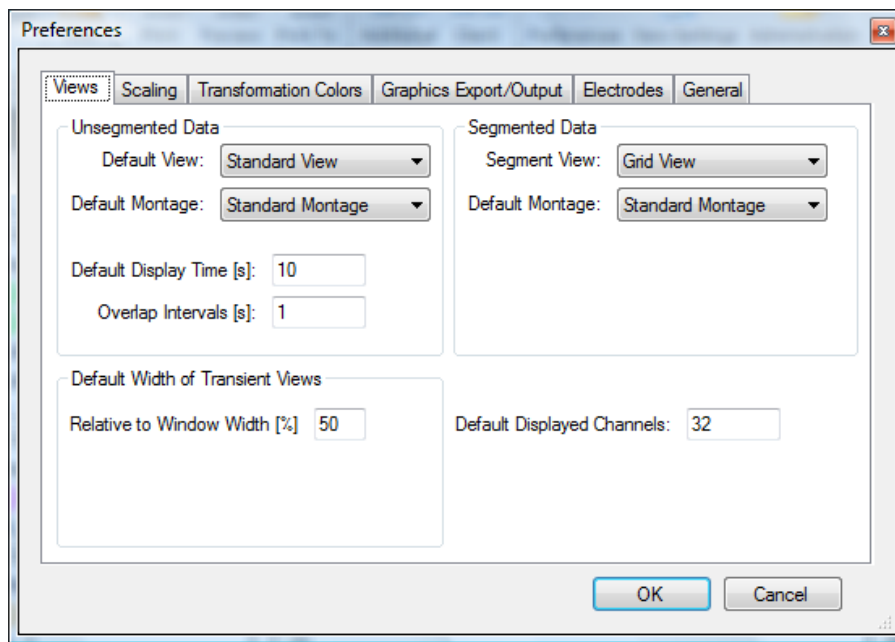 Preferences
Views Scaling Transformation Colors Graphics Export/Output Electrodes General
Unsegmented Data
Default View: Standard View
Default Montage: Standard Montage
Default Display Time [s]: 10
Overlap Intervals [s]: 1
Segmented Data
Segment View: Grid View
Default Montage: Standard Montage
Default Width of Transient Views
Relative to Window Width [%] 50
Default Displayed Channels: 32
OK Cancel